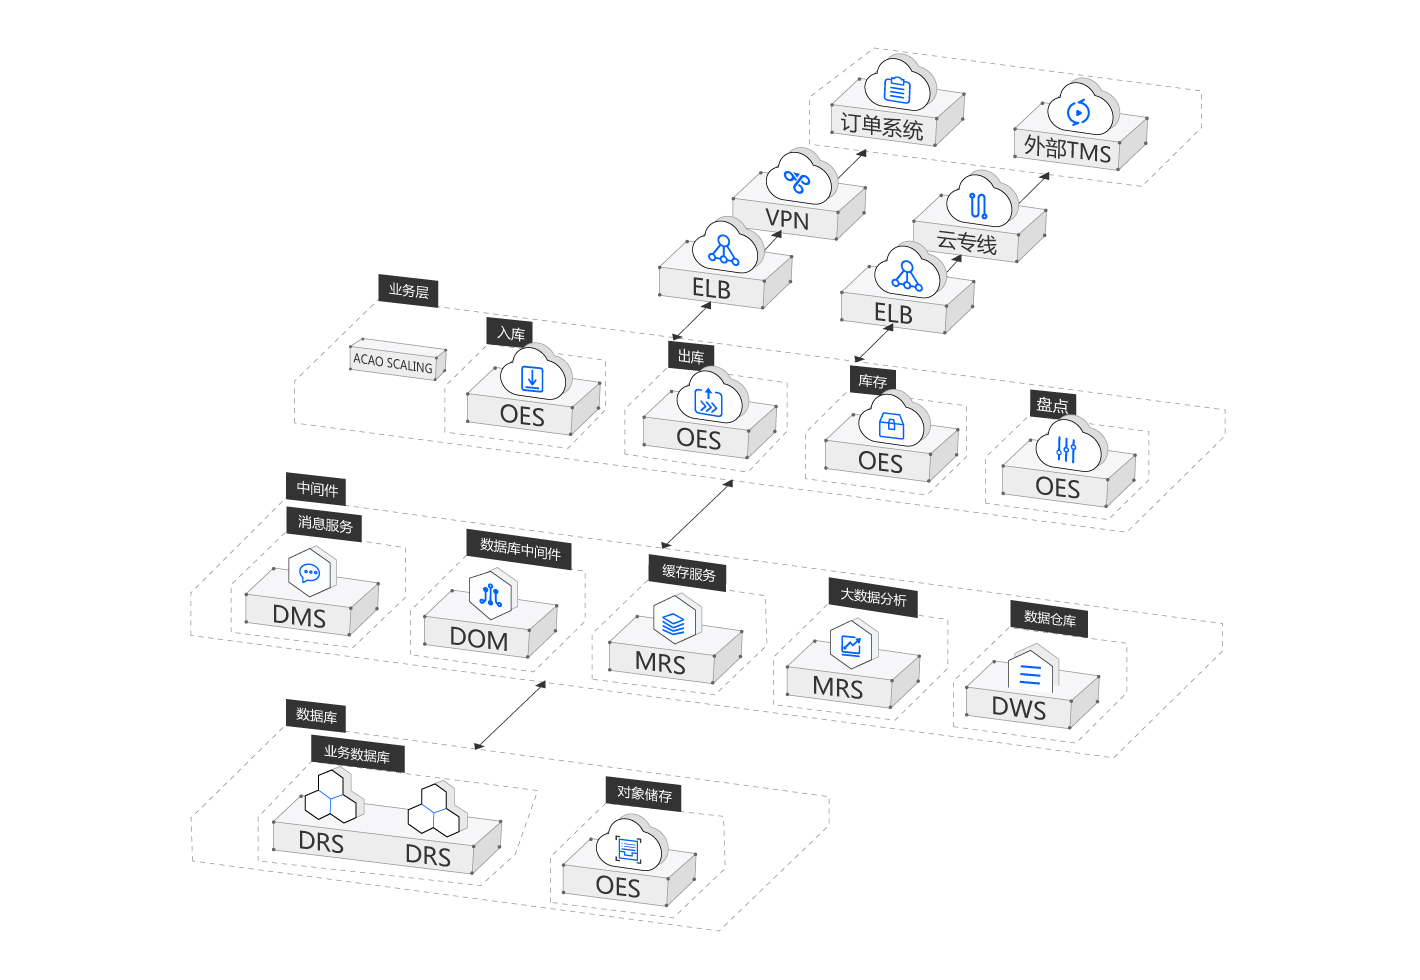 订单系统
外部TMS
VPN
云专线
ELB
ELB
业务层
ACAO SCALING
入库
OES
出库
OES
库存
OES
盘点
OES
中间件
消息服务
DMS
数据库中间件
DOM
缓存服务
MRS
大数据分析
MRS
数据仓库
DWS
数据库
业务数据库
DRS
DRS
对象储存
OES